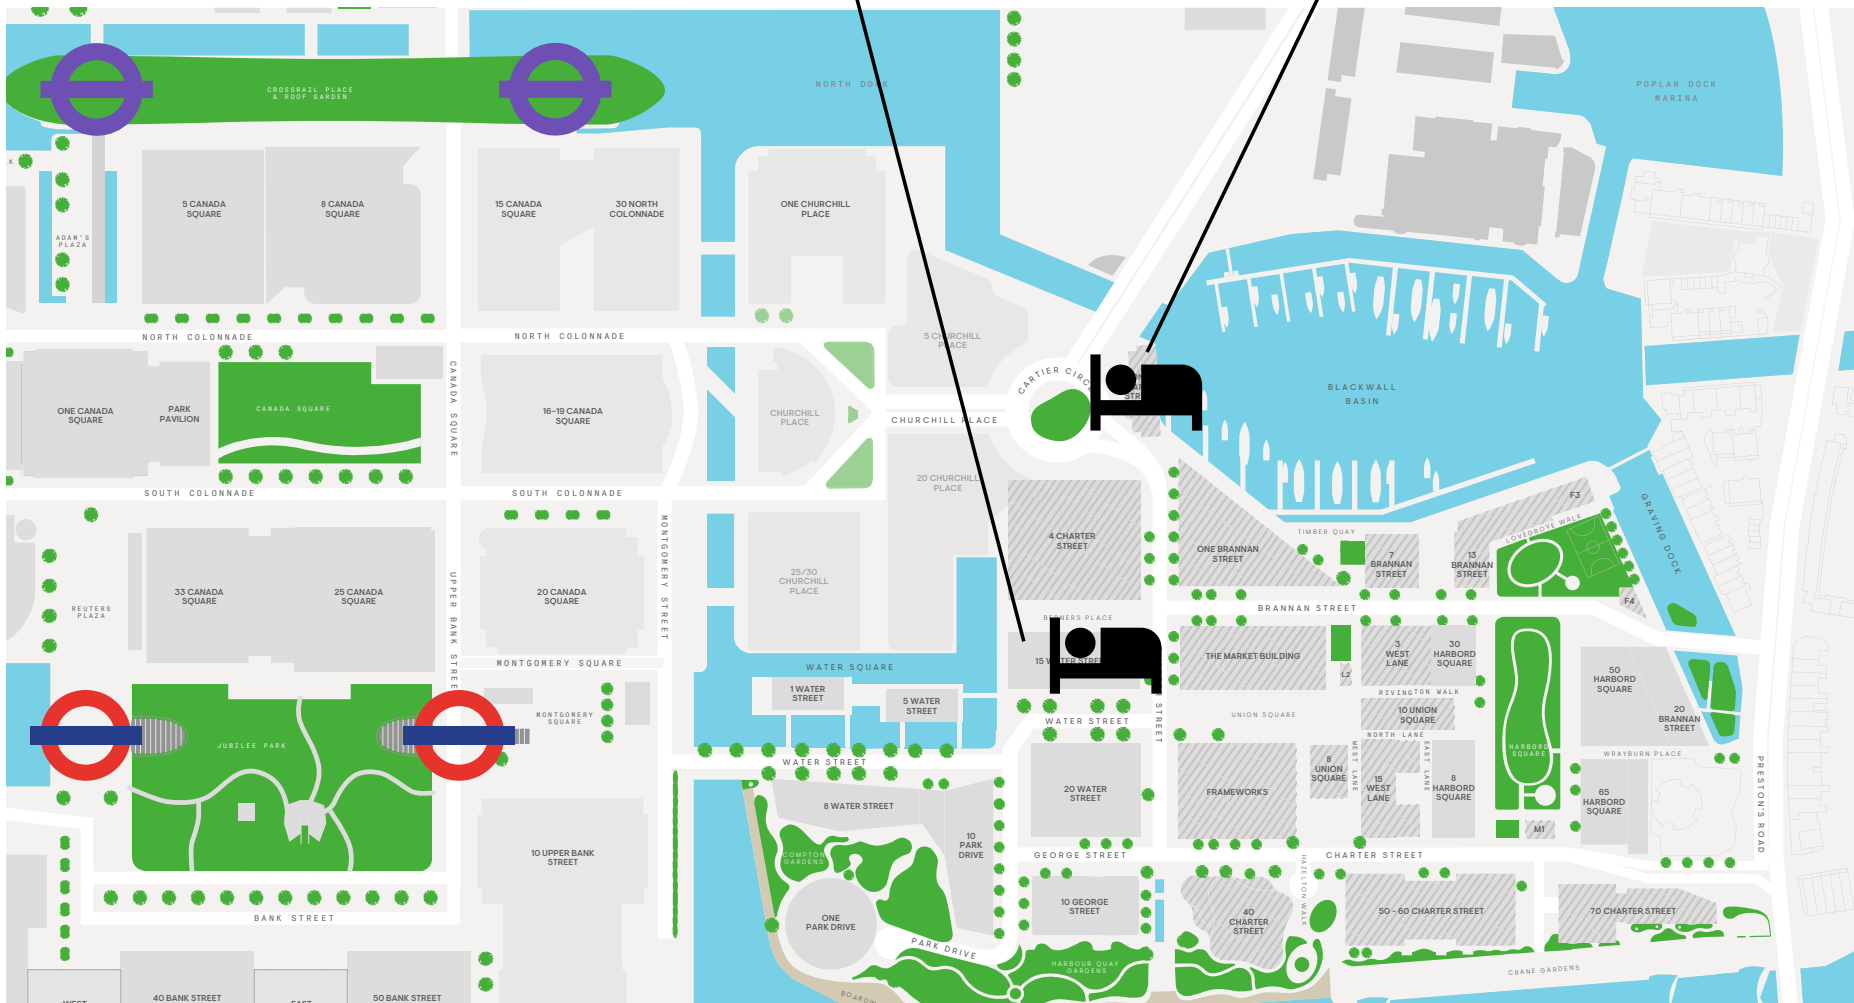 CROSSRAIL PLACE
& ROOF GARDEN
NORTH DOCK
POPLAR DOCK
MARINA
K
5 CANADA
SQUARE
8 CANADA
SQUARE
15 CANADA
SQUARE
30 NORTH
COLONNADE
ONE CHURCHILL
PLACE
ADAM'S
PLAZA
NORTH COLONNADE
NORTH COLONNADE
5 CHURCHILL
PLACE
CANADA SQUARE
ONE CANADA
SQUARE
PARK
PAVILION
CANADA SQUARE
16-19 CANADA
SQUARE
CHURCHILL
PLACE
CHURCHILL PLACE
BLACKWALL
BASIN
SOUTH COLONNADE
SOUTH COLONNADE
20 CHURCHILL
PLACE
MONTGOMERY STREET
4 CHARTER
STREET
ONE BRANNAN
STREET
TIMBER QUAY
7
BRANNAN
STREET
13
BRANNAN
STREET
F3
LOVEGROVE WALK
GRAVING DOCK
F4
33 CANADA
SQUARE
25 CANADA
SQUARE
REUTERS
PLAZA
UPPER BANK STREET
20 CANADA
SQUARE
25/30
CHURCHILL
PLACE
BRANNAN STREET
MONTGOMERY SQUARE
WATER SQUARE
THE MARKET BUILDING
L2
3
WEST
LANE
30
HARBORD
SQUARE
50
HARBORD
SQUARE
20
BRANNAN
STREET
1 WATER
STREET
5 WATER
STREET
RIVINGTON WALK
10 UNION
SQUARE
UNION SQUARE
NORTH LANE
MONTGOMERY
SQUARE
WATER STREET
STREET
JUBILEE PARK
WATER STREET
8
UNION
SQUARE
WEST LANE
15
WEST
LANE
EAST LANE
8
HARBORD
SQUARE
HARBORD
SQUARE
WRAYBURN PLACE
65
HARBORD
SQUARE
PRESTON'S ROAD
20 WATER
STREET
FRAMEWORKS
M1
8 WATER STREET
10
PARK
DRIVE
COMPTON
GARDENS
10 UPPER BANK
STREET
GEORGE STREET
CHARTER STREET
HAZELTON WALK
BANK STREET
ONE
PARK DRIVE
10 GEORGE
STREET
40
CHARTER
STREET
50 - 60 CHARTER STREET
70 CHARTER STREET
PARK DRIVE
HARBOUR QUAY
GARDENS
CRANE GARDENS
40 BANK STREET
50 BANK STREET